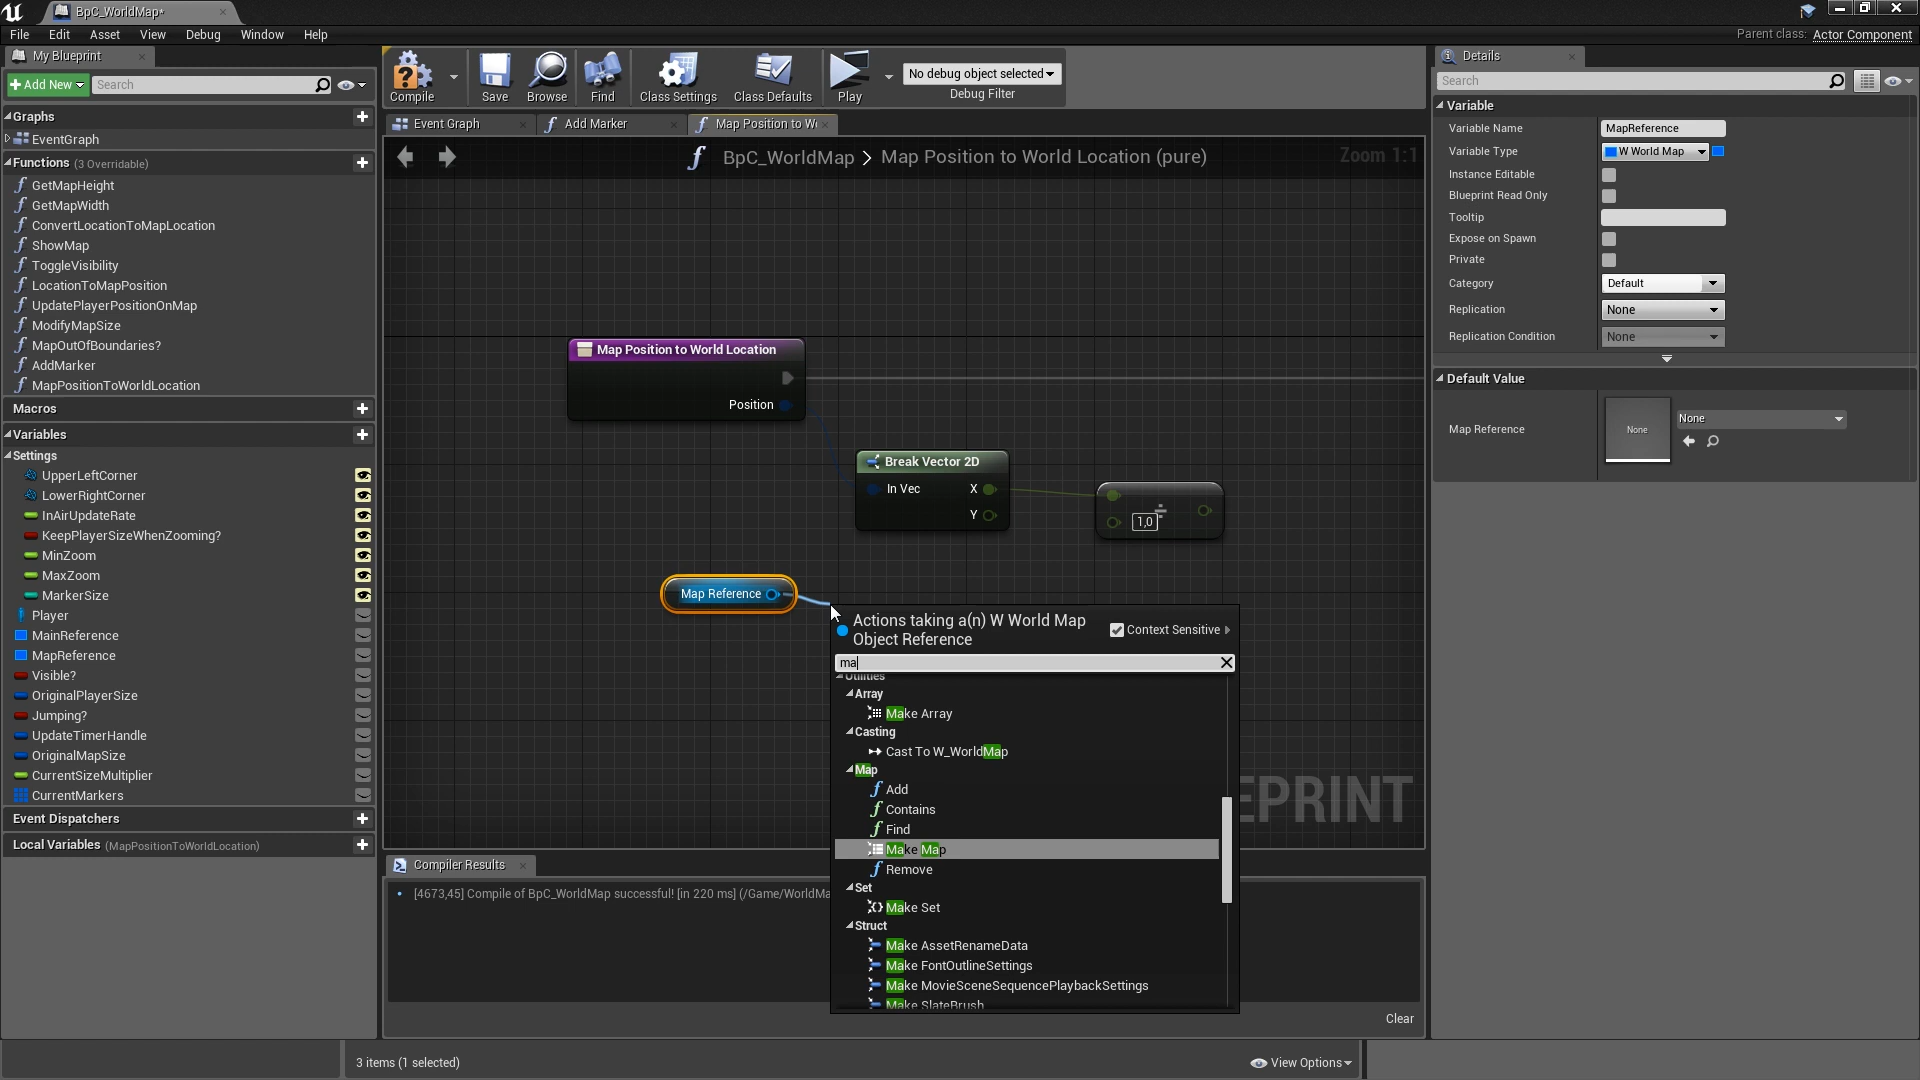 BpC_WorldMap*
File Edit Asset View Debug Window Help
Parent class: Actor Component
My Blueprint
Add New
Search
Graphs
EventGraph
Functions (3 Overridable)
GetMapHeight
GetMapWidth
ConvertLocationToMapLocation
ShowMap
ToggleVisibility
LocationToMapPosition
UpdatePlayerPositionOnMap
ModifyMapSize
MapOutOfBoundaries?
AddMarker
MapPositionToWorldLocation
Macros
Variables
Settings
UpperLeftCorner
LowerRightCorner
InAirUpdateRate
KeepPlayerSizeWhenZooming?
MinZoom
MaxZoom
MarkerSize
Player
MainReference
MapReference
Visible?
OriginalPlayerSize
Jumping?
UpdateTimerHandle
OriginalMapSize
CurrentSizeMultiplier
CurrentMarkers
Event Dispatchers
Local Variables (MapPositionToWorldLocation)
Compile
Save
Browse
Find
Class Settings
Class Defaults
Play
No debug object selected
Debug Filter
Event Graph
Add Marker
Map Position to W
BpC_WorldMap > Map Position to World Location (pure)
Zoom 1:1
Map Position to World Location
Position
Break Vector 2D
In Vec X
Y
÷
1,0
Map Reference
EPRINT
Actions taking a(n) W World Map
Object Reference
Context Sensitive
ma
Utilities
Array
Make Array
Casting
Cast To W_WorldMap
Map
Add
Contains
Find
Make Map
Remove
Set
Make Set
Struct
Make AssetRenameData
Make FontOutlineSettings
Make MovieSceneSequencePlaybackSettings
Make SlateBrush
Compiler Results
[4673,45] Compile of BpC_WorldMap successful! [in 220 ms] (/Game/WorldMa
Clear
3 items (1 selected)
View Options
Details
Search
Variable
Variable Name MapReference
Variable Type W World Map
Instance Editable
Blueprint Read Only
Tooltip
Expose on Spawn
Private
Category Default
Replication None
Replication Condition None
Default Value
Map Reference
None
None